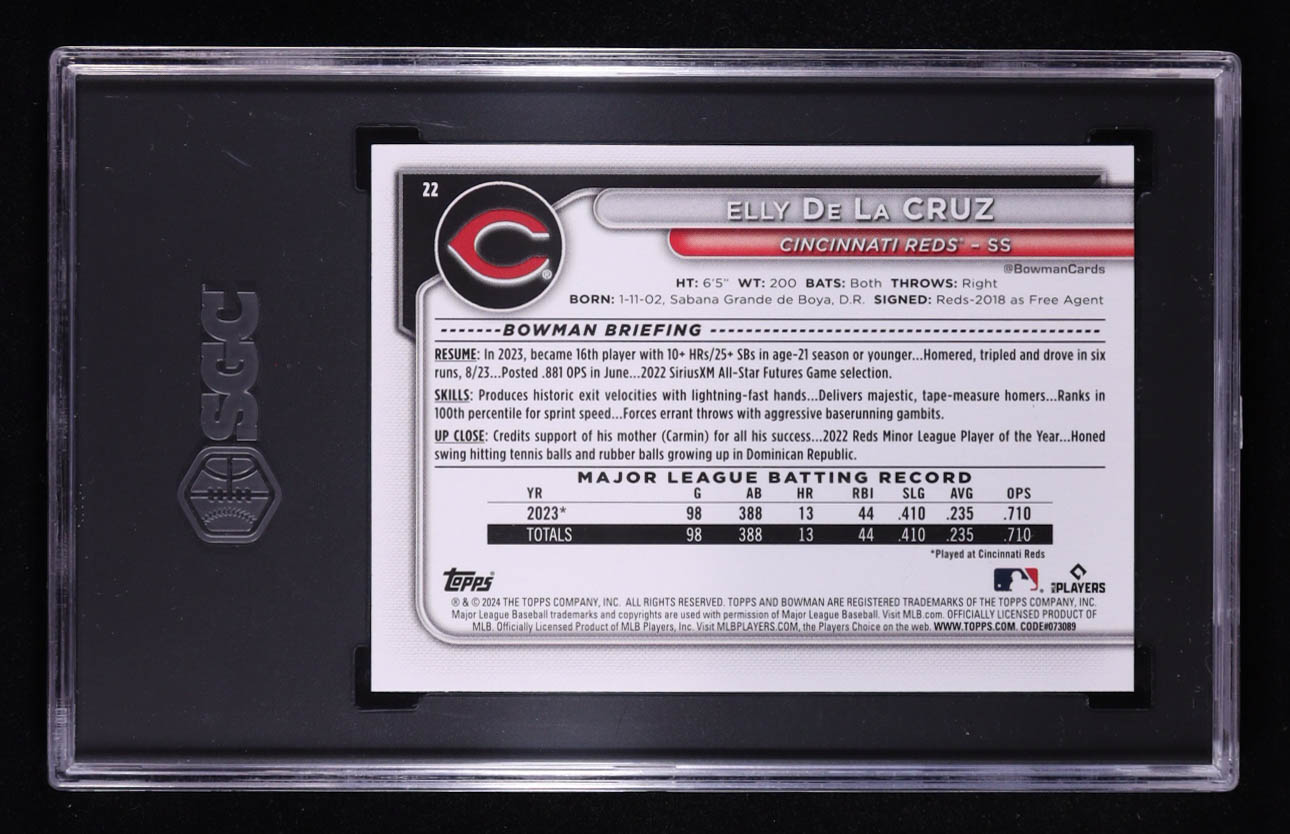 SGC
22
ELLY DE LA CRUZ
CINCINNATI REDS® – SS
@BowmanCards
HT: 6'5" WT: 200 BATS: Both THROWS: Right
BORN: 1-11-02, Sabana Grande de Boya, D.R. SIGNED: Reds-2018 as Free Agent
BOWMAN BRIEFING
RESUME: In 2023, became 16th player with 10+ HRs/25+ SBs in age-21 season or younger...Homered, tripled and drove in six
runs, 8/23...Posted .881 OPS in June...2022 SiriusXM All-Star Futures Game selection.
SKILLS: Produces historic exit velocities with lightning-fast hands...Delivers majestic, tape-measure homers...Ranks in
100th percentile for sprint speed...Forces errant throws with aggressive baserunning gambits.
UP CLOSE: Credits support of his mother (Carmin) for all his success...2022 Reds Minor League Player of the Year...Honed
swing hitting tennis balls and rubber balls growing up in Dominican Republic.
MAJOR LEAGUE BATTING RECORD
YR G AB HR RBI SLG AVG OPS
2023* 98 388 13 44 .410 .235 .710
TOTALS 98 388 13 44 .410 .235 .710
*Played at Cincinnati Reds
Topps®
PLAYERS
® & © 2024 THE TOPPS COMPANY, INC. ALL RIGHTS RESERVED. TOPPS AND BOWMAN ARE REGISTERED TRADEMARKS OF THE TOPPS COMPANY, INC.
Major League Baseball trademarks and copyrights are used with permission of Major League Baseball. Visit MLB.com. OFFICIALLY LICENSED PRODUCT OF
MLB. Officially Licensed Product of MLB Players, Inc. Visit MLBPLAYERS.COM, the Players Choice on the web. WWW.TOPPS.COM. CODE#073089